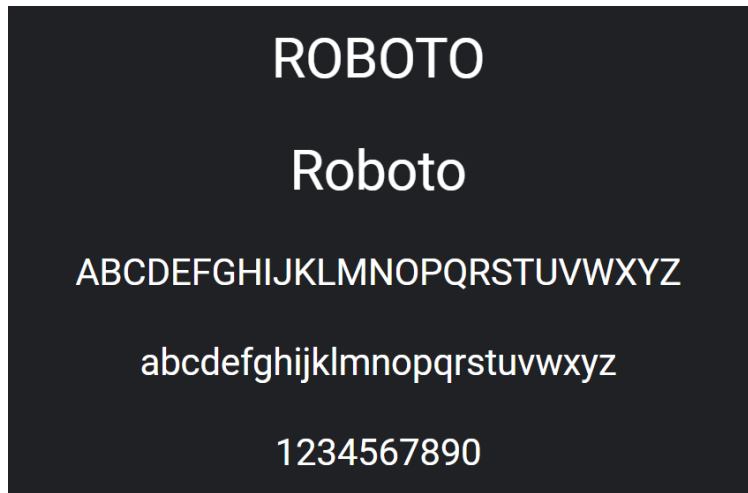 ROBOTO
Roboto
ABCDEFGHIJKLMNOPQRSTUVWXYZ
abcdefghijklmnopqrstuvwxyz
1234567890